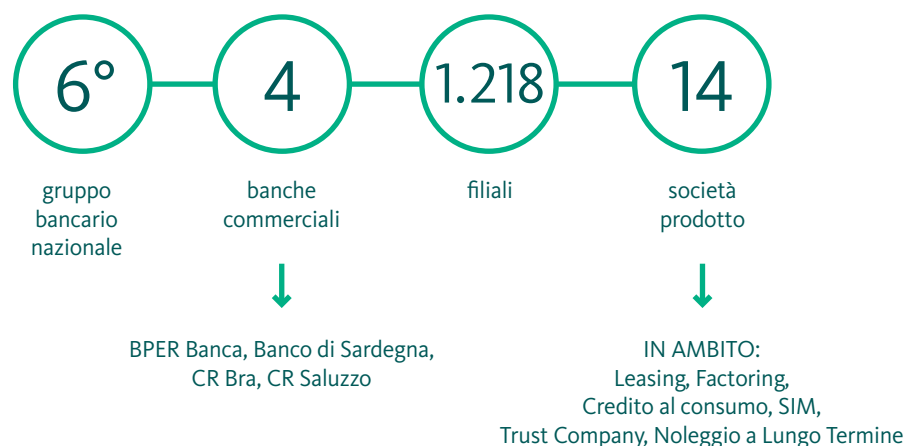 6°
4
1.218
14
gruppo
bancario
nazionale
banche
commerciali
filiali
società
prodotto
BPER Banca, Banco di Sardegna,
CR Bra, CR Saluzzo
IN AMBITO:
Leasing, Factoring,
Credito al consumo, SIM,
Trust Company, Noleggio a Lungo Termine